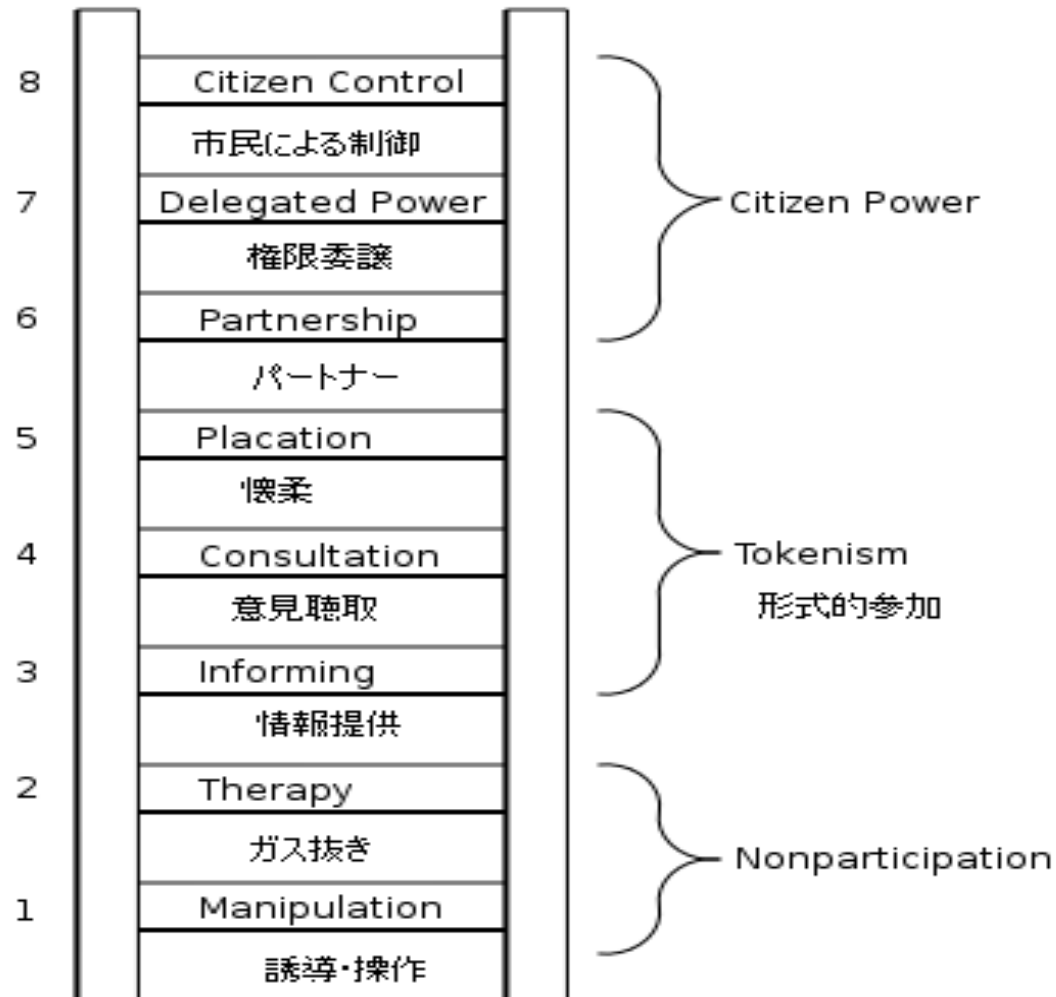 8 Citizen Control
市民による制御
7 Delegated Power
Citizen Power
権限委譲
6 Partnership
パートナー
5 Placation
懐柔
4 Consultation
Tokenism
意見聴取
形式的参加
3 Informing
情報提供
2 Therapy
ガス抜き
Nonparticipation
1 Manipulation
誘導・操作